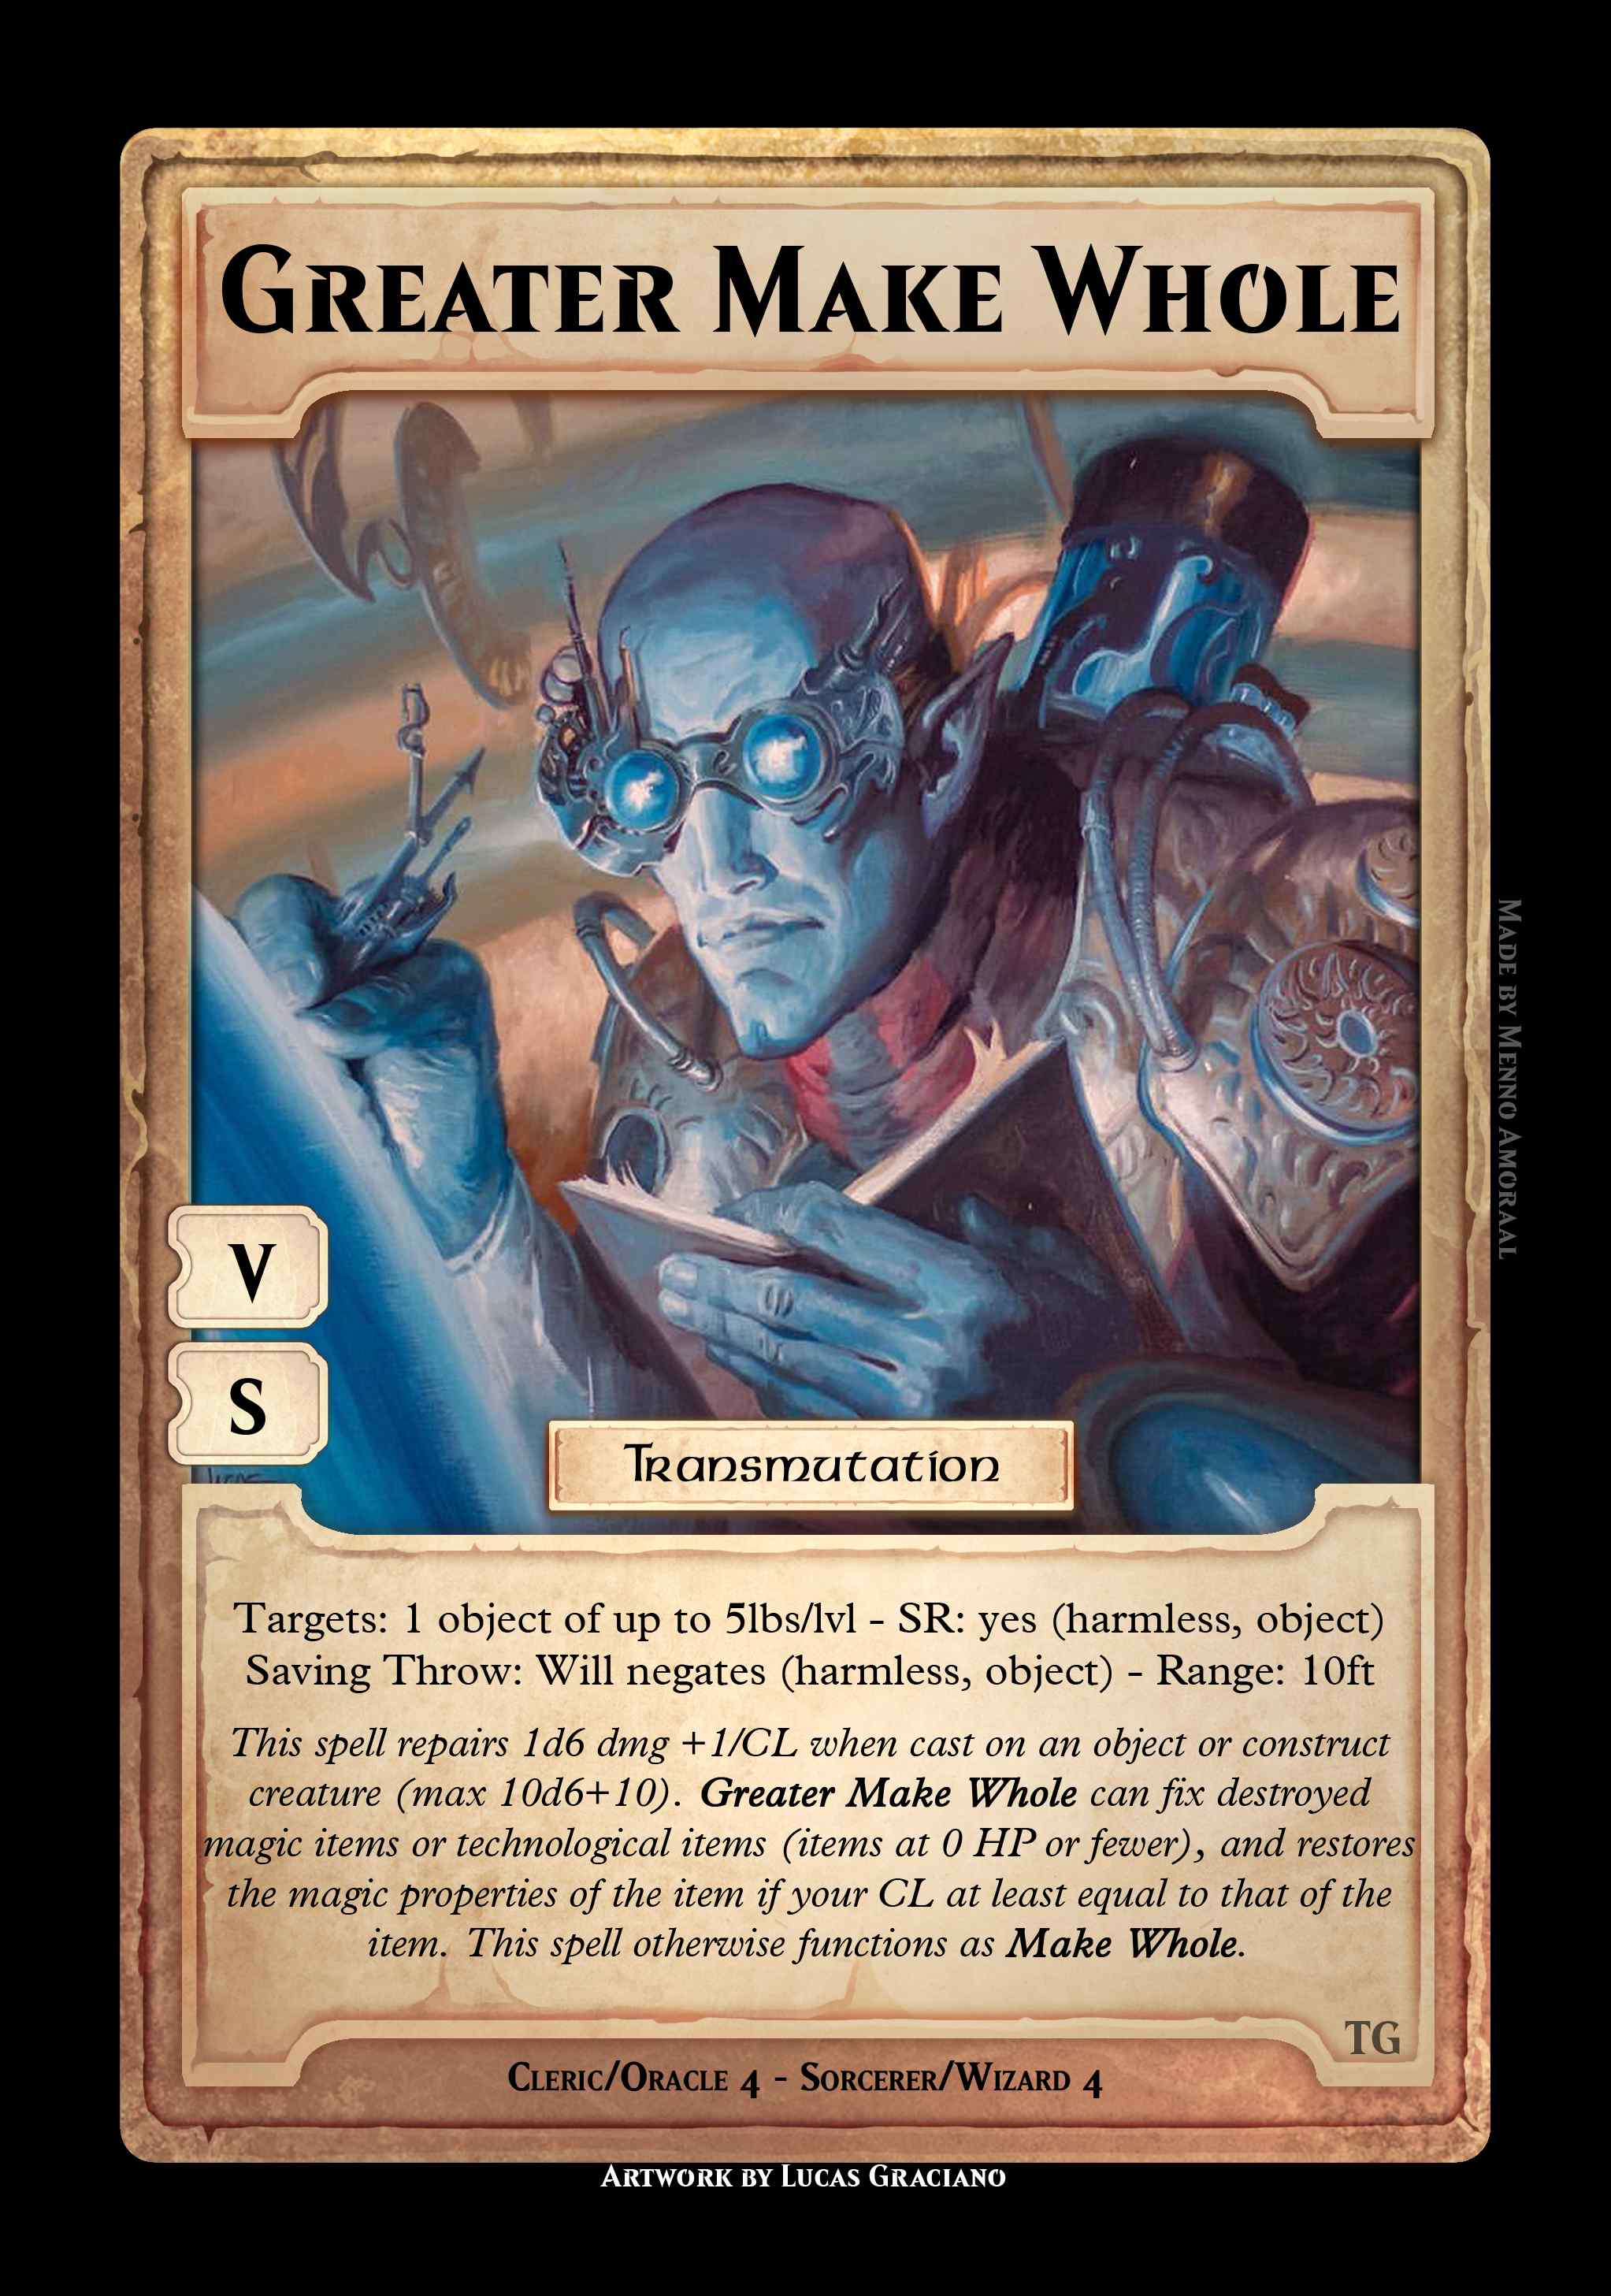 Greater Make Whole
V
S
Transmutation
Targets: 1 object of up to 5lbs/lvl - SR: yes (harmless, object)
Saving Throw: Will negates (harmless, object) - Range: 10ft
This spell repairs 1d6 dmg +1/CL when cast on an object or construct
creature (max 10d6+10). Greater Make Whole can fix destroyed
magic items or technological items (items at 0 HP or fewer), and restores
the magic properties of the item if your CL at least equal to that of the
item. This spell otherwise functions as Make Whole.
TG
Cleric/Oracle 4 - Sorcerer/Wizard 4
Artwork by Lucas Graciano
Made by Menno Amoraal